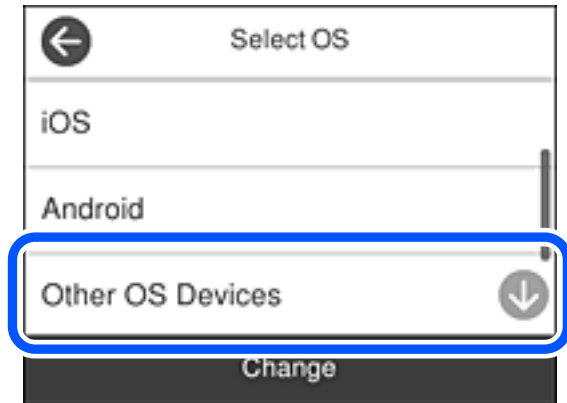 Select OS
iOS
Android
Other OS Devices
Change